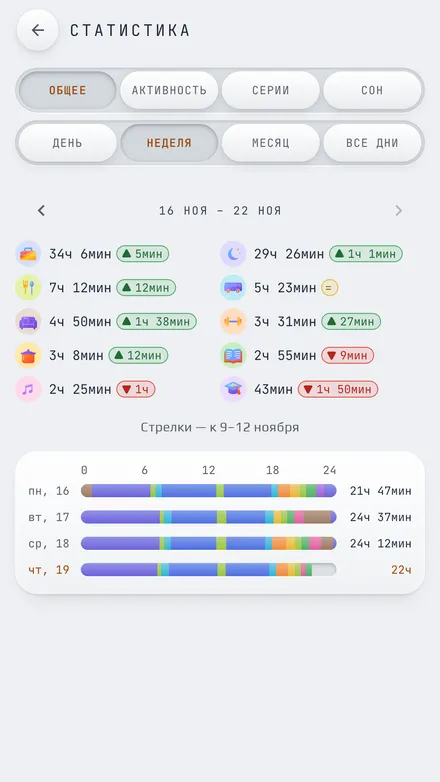 СТАТИСТИКА
ОБЩЕЕ АКТИВНОСТЬ СЕРИИ СОН
ДЕНЬ НЕДЕЛЯ МЕСЯЦ ВСЕ ДНИ
16 НОЯ – 22 НОЯ
34ч 6мин ▲ 5мин 29ч 26мин ▲ 1ч 1мин
7ч 12мин ▲ 12мин 5ч 23мин =
4ч 50мин ▲ 1ч 38мин 3ч 31мин ▲ 27мин
3ч 8мин ▲ 12мин 2ч 55мин ▼ 9мин
2ч 25мин ▼ 1ч 43мин ▼ 1ч 50мин
Стрелки — к 9–12 ноября
0 6 12 18 24
пн, 16 21ч 47мин
вт, 17 24ч 37мин
ср, 18 24ч 12мин
чт, 19 22ч